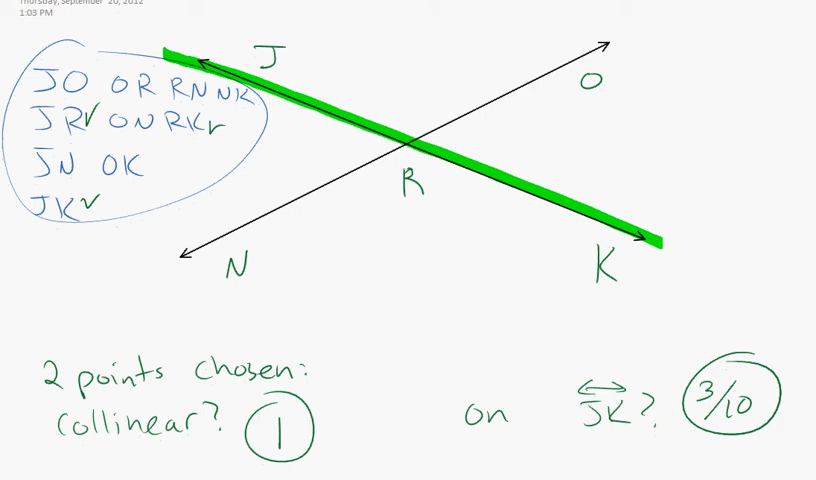 Thursday, September 20, 2012
1:03 PM
J
O
JO OR RN NK
JR✓ ON RK✓
JN OK
JK✓
R
N
K
2 points chosen:
collinear? 1
on JK? 3/10